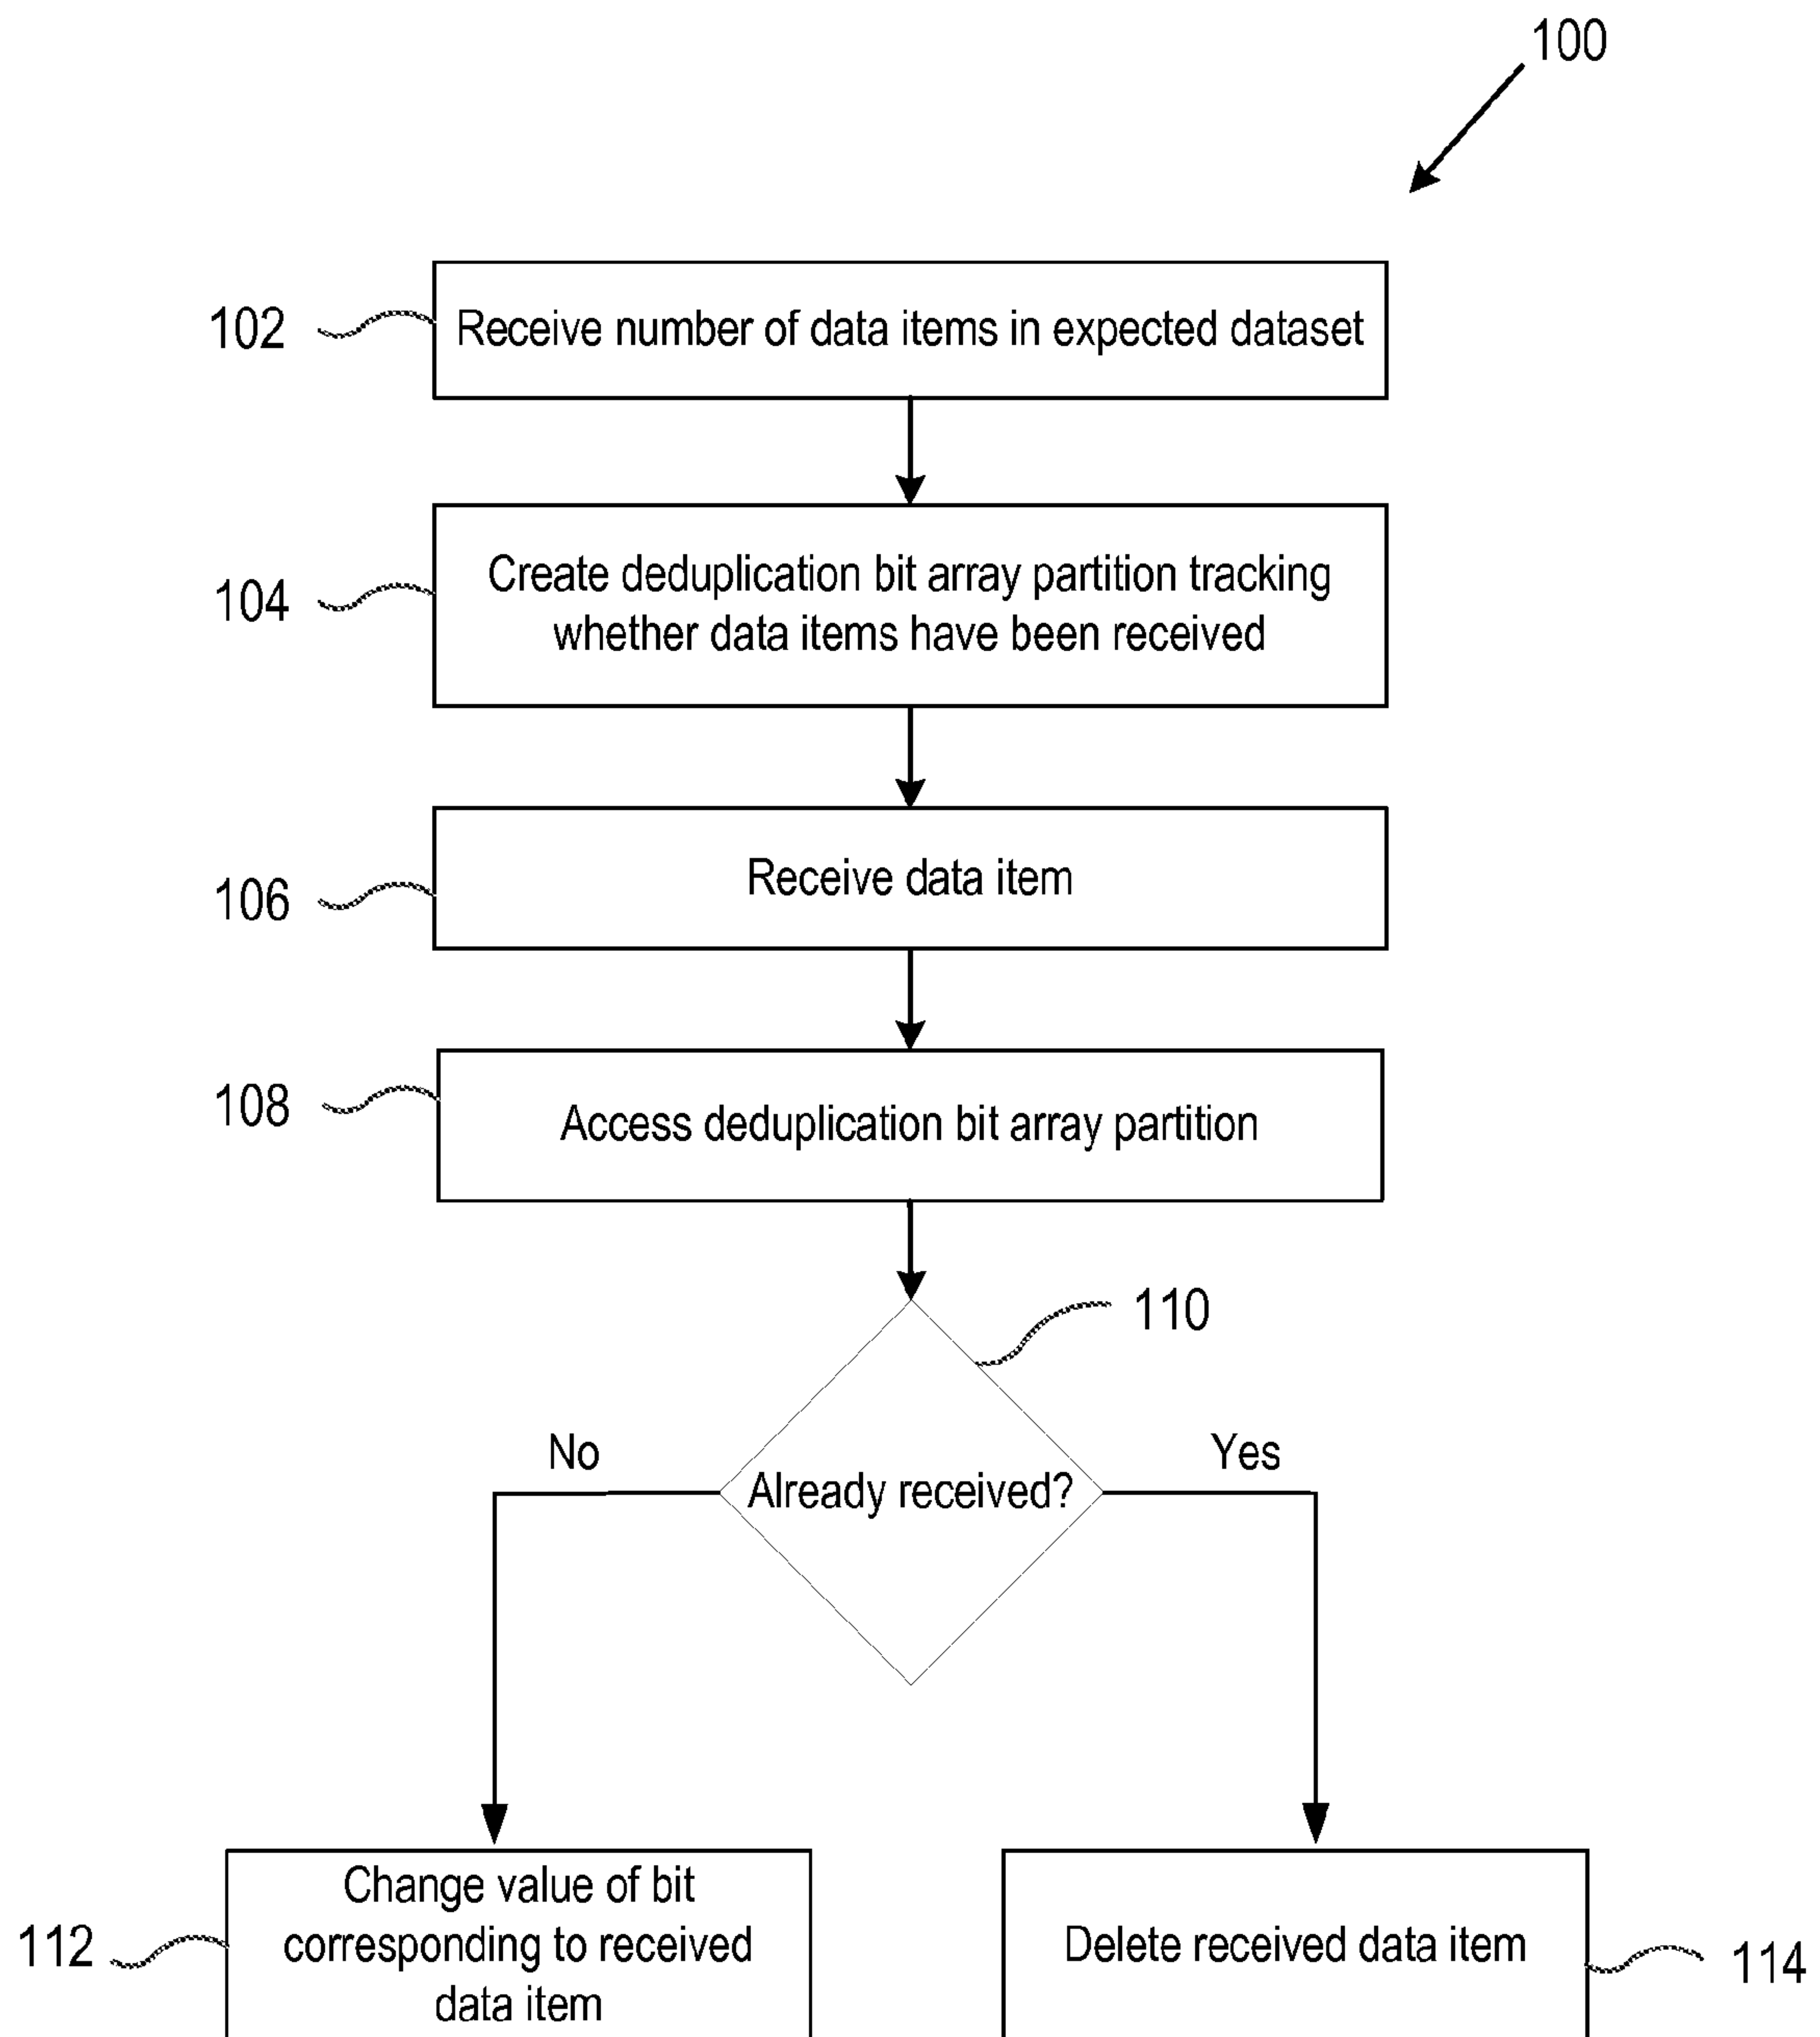 100
102
Receive number of data items in expected dataset
104
Create deduplication bit array partition tracking
whether data items have been received
106
Receive data item
108
Access deduplication bit array partition
110
No
Already received?
Yes
112
Change value of bit
corresponding to received
data item
Delete received data item
114